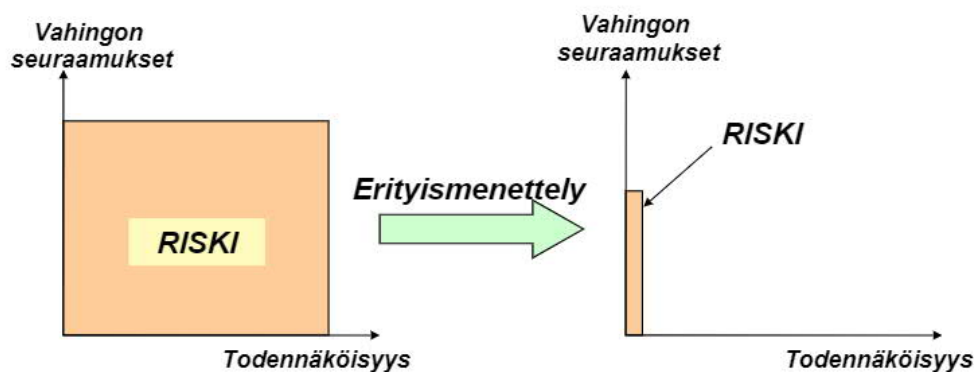 Vahingon
seuraamukset
RISKI
Todennäköisyys
Erityismenettely
Vahingon
seuraamukset
RISKI
Todennäköisyys